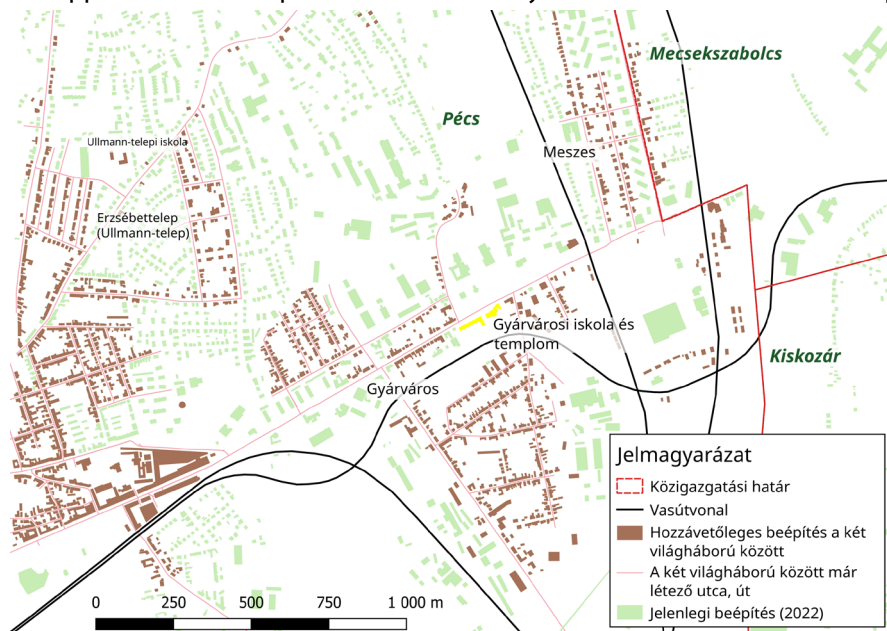 Mecsekszabolcs
Pécs
Ullmann-telepi iskola
Meszes
Erzsébettelep
(Ullmann-telep)
Gyárvárosi iskola és
templom
Kiskozár
Gyárváros
Jelmagyarázat
Közigazgatási határ
Vasútvonal
Hozzávetőleges beépítés a két
világháború között
A két világháború között már
létező utca, út
Jelenlegi beépítés (2022)
0 250 500 750 1 000 m